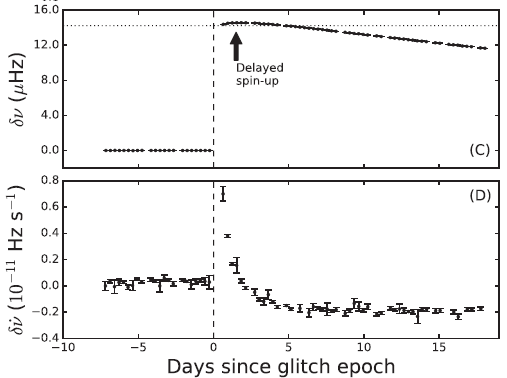 16.0
12.0
8.0
4.0
0.0
δν (μHz)
Delayed
spin-up
(C)
0.8
0.6
0.4
0.2
0.0
−0.2
−0.4
δν̇ (10⁻¹¹ Hz s⁻¹)
(D)
−10 −5 0 5 10 15
Days since glitch epoch